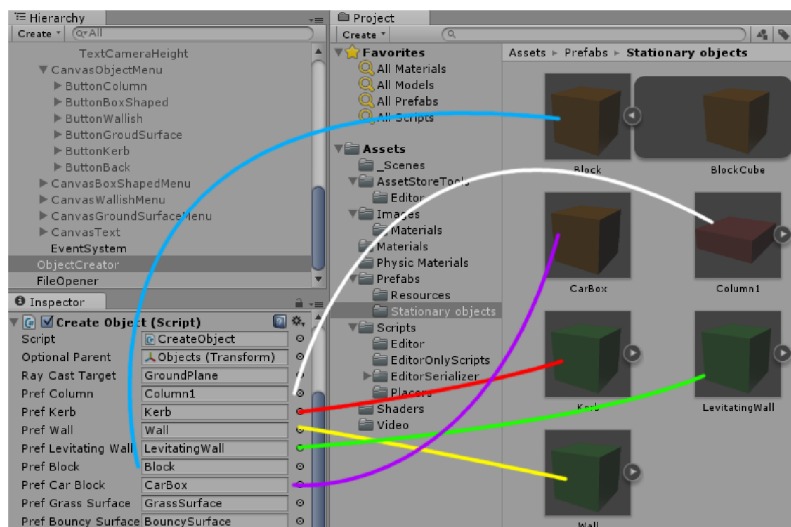 Hierarchy
Create All
TextCameraHeight
CanvasObjectMenu
ButtonColumn
ButtonBoxShaped
ButtonWallish
ButtonGroudSurface
ButtonKerb
ButtonBack
CanvasBoxShapedMenu
CanvasWallishMenu
CanvasGroundSurfaceMenu
CanvasText
EventSystem
ObjectCreator
FileOpener
Inspector
Create Object (Script)
Script CreateObject
Optional Parent Objects (Transform)
Ray Cast Target GroundPlane
Pref Column Column1
Pref Kerb Kerb
Pref Wall Wall
Pref Levitating Wall LevitatingWall
Pref Block Block
Pref Car Block CarBox
Pref Grass Surface GrassSurface
Pref Bouncy Surface BouncySurface
Project
Create
Favorites
All Materials
All Models
All Prefabs
All Scripts
Assets
_Scenes
AssetStoreTools
Editor
Images
Materials
Materials
Physic Materials
Prefabs
Resources
Stationary objects
Scripts
Editor
EditorOnlyScripts
EditorSerializer
Placers
Shaders
Video
Assets Prefabs Stationary objects
Block BlockCube
CarBox Column1
Kerb LevitatingWall
Wall